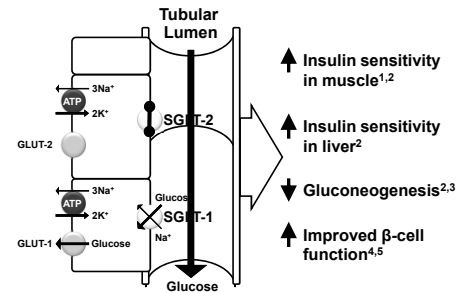 Tubular
Lumen
3Na⁺
ATP
2K⁺
GLUT-2
SGLT-2
3Na⁺
ATP
2K⁺
Glucose
SGLT-1
Na⁺
GLUT-1
Glucose
Glucose
Insulin sensitivity
in muscle¹,²
Insulin sensitivity
in liver²
Gluconeogenesis²,³
Improved β-cell
function⁴,⁵